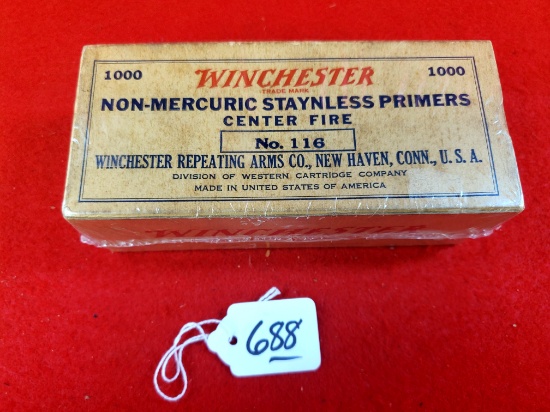 1000 WINCHESTER 1000
TRADE MARK
NON-MERCURIC STAYNLESS PRIMERS
CENTER FIRE
No. 116
WINCHESTER REPEATING ARMS CO., NEW HAVEN, CONN., U. S. A.
DIVISION OF WESTERN CARTRIDGE COMPANY
MADE IN UNITED STATES OF AMERICA
WINCHESTER
688